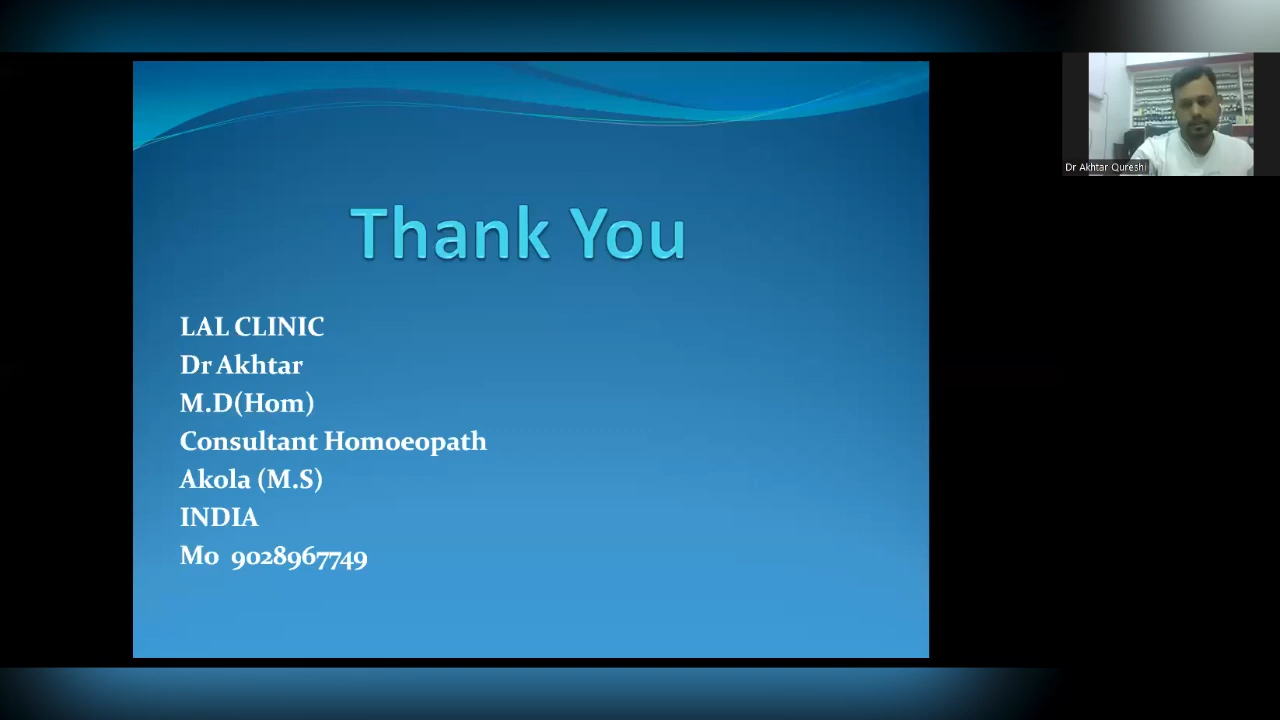 Thank You
LAL CLINIC
Dr Akhtar
M.D(Hom)
Consultant Homoeopath
Akola (M.S)
INDIA
Mo 9028967749
Dr Akhtar Qureshi